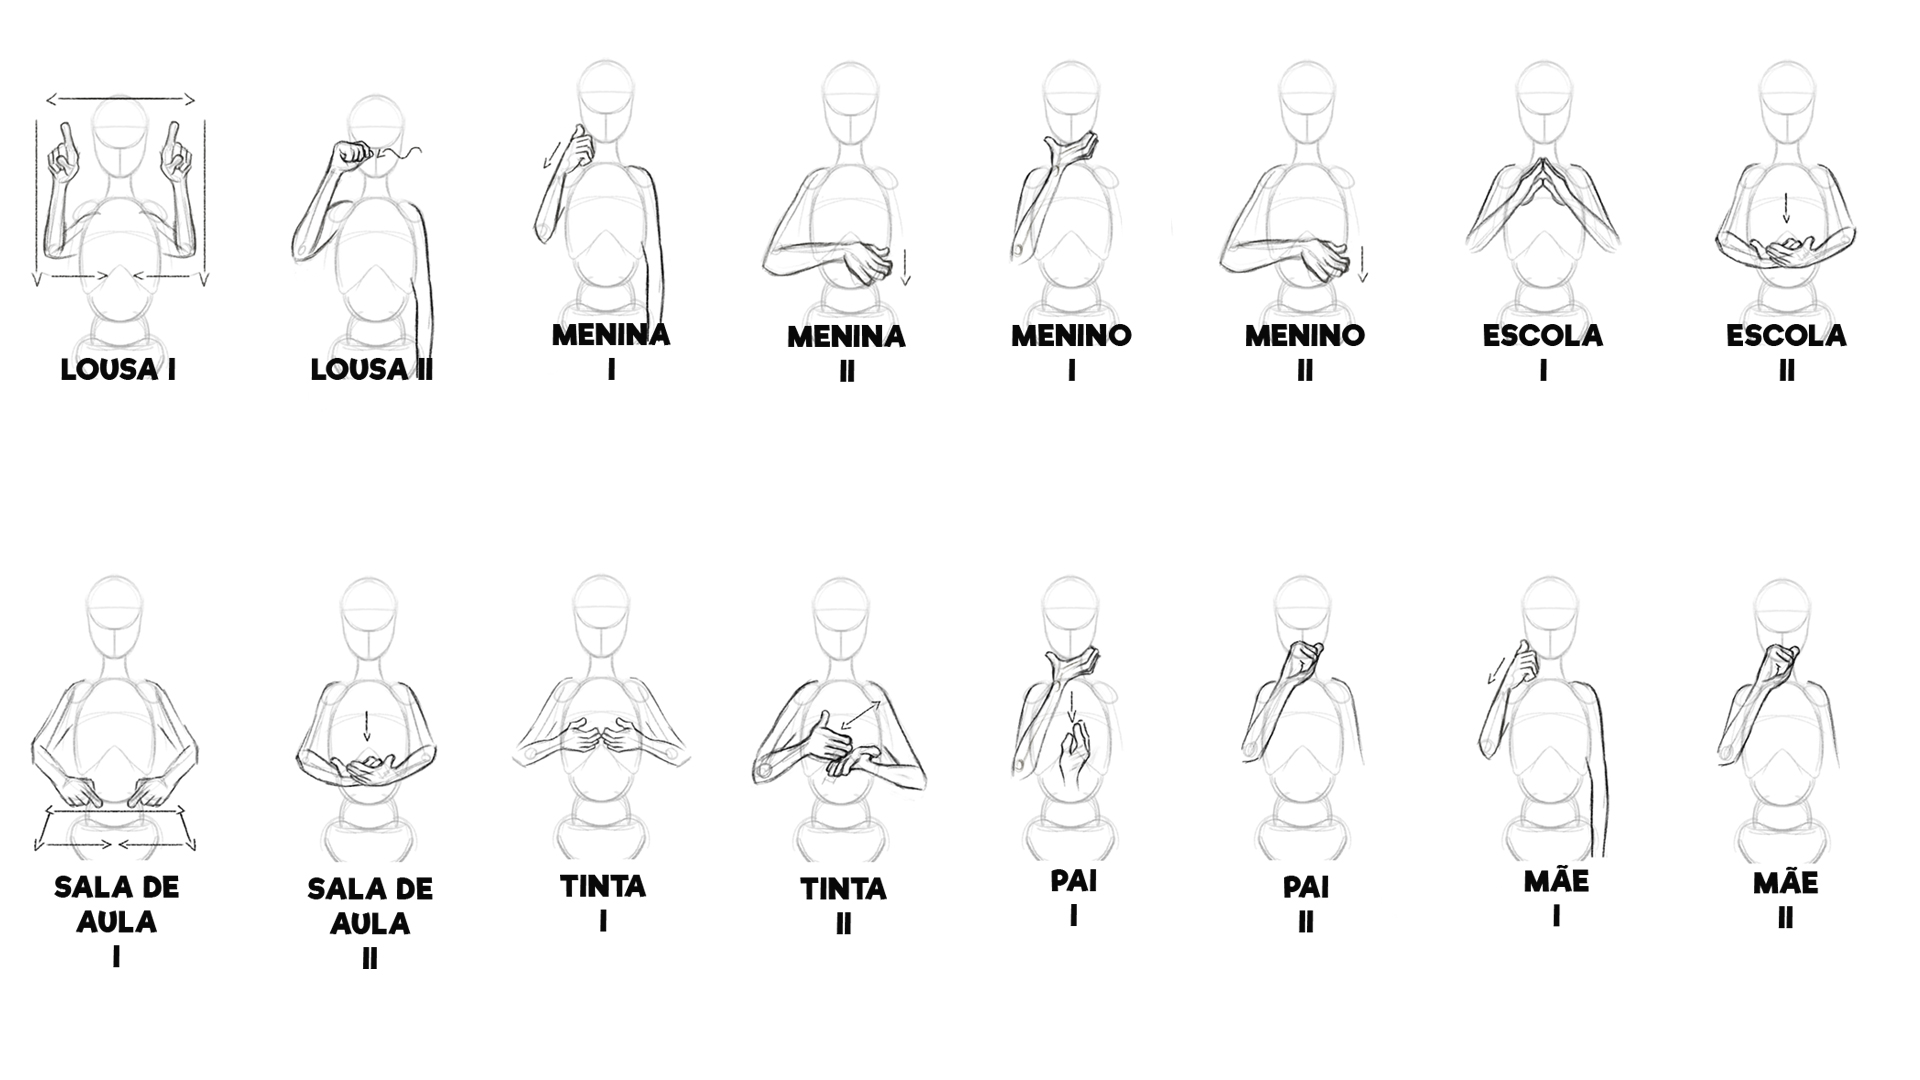 LOUSA I
LOUSA II
MENINA
I
MENINA
II
MENINO
I
MENINO
II
ESCOLA
I
ESCOLA
II
SALA DE
AULA
I
SALA DE
AULA
II
TINTA
I
TINTA
II
PAI
I
PAI
II
MÃE
I
MÃE
II